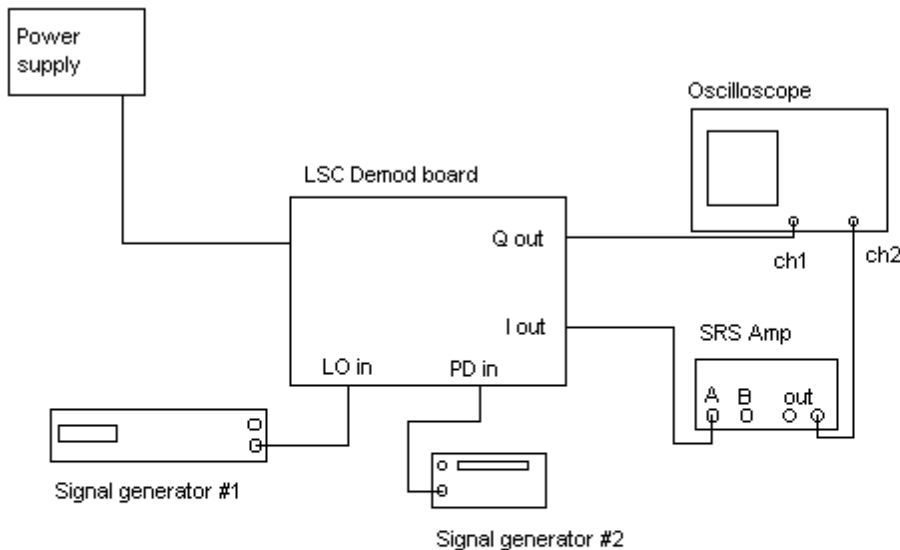 Power
supply
Oscilloscope
LSC Demod board
Q out
ch1
ch2
I out
SRS Amp
LO in
PD in
A
B
out
Signal generator #1
Signal generator #2